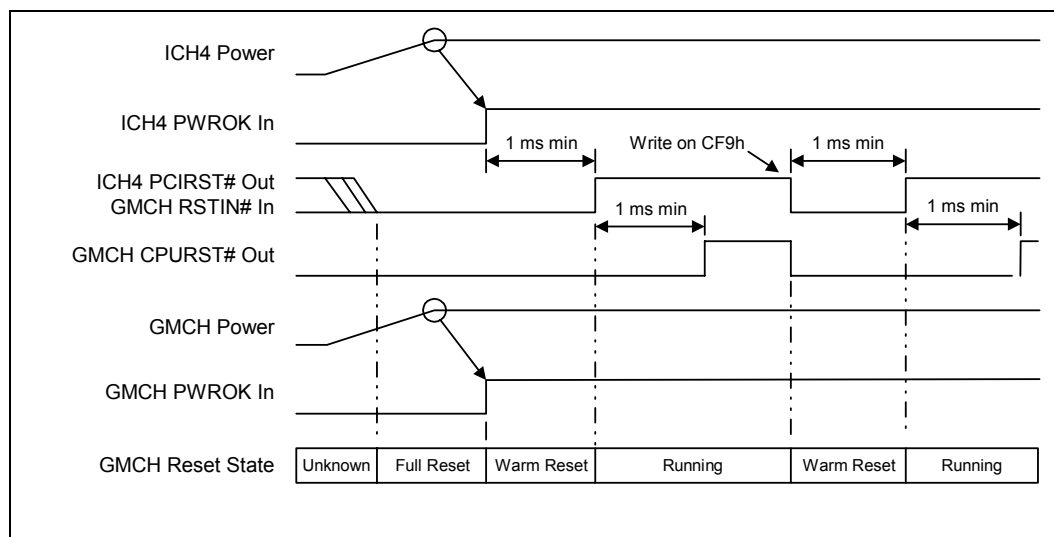 ICH4 Power
ICH4 PWROK In
1 ms min
Write on CF9h
1 ms min
ICH4 PCIRST# Out
GMCH RSTIN# In
1 ms min
1 ms min
GMCH CPURST# Out
GMCH Power
GMCH PWROK In
GMCH Reset State
Unknown
Full Reset
Warm Reset
Running
Warm Reset
Running